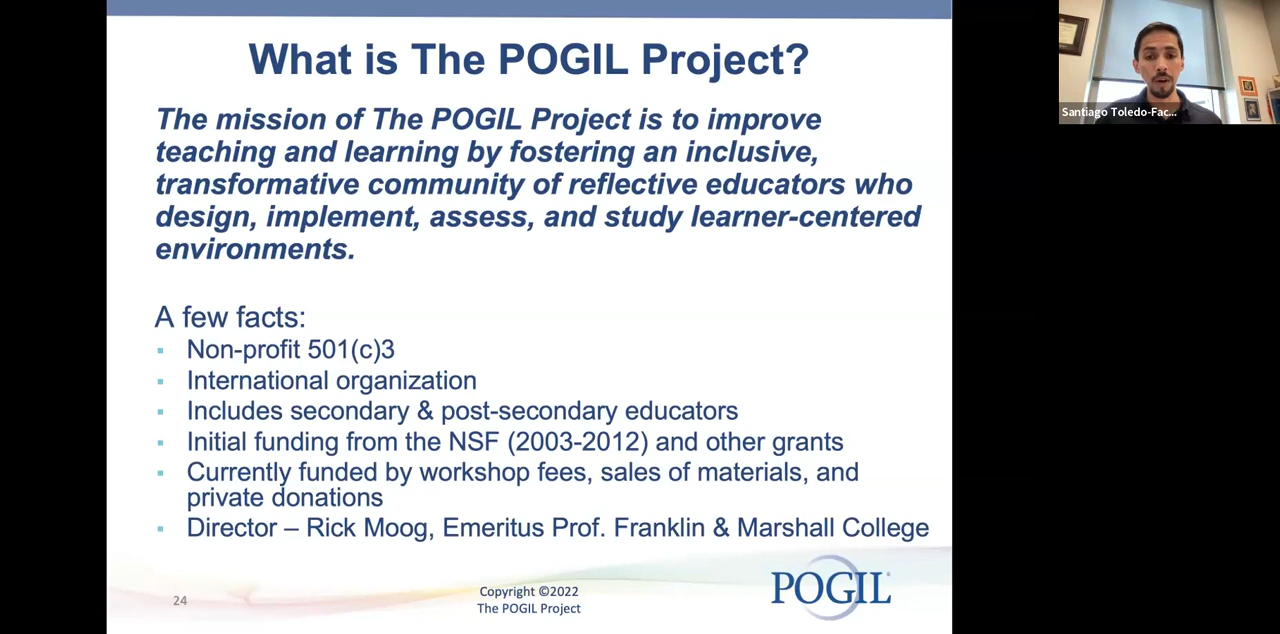 What is The POGIL Project?
The mission of The POGIL Project is to improve
teaching and learning by fostering an inclusive,
transformative community of reflective educators who
design, implement, assess, and study learner-centered
environments.
A few facts:
▪ Non-profit 501(c)3
▪ International organization
▪ Includes secondary & post-secondary educators
▪ Initial funding from the NSF (2003-2012) and other grants
▪ Currently funded by workshop fees, sales of materials, and
private donations
▪ Director – Rick Moog, Emeritus Prof. Franklin & Marshall College
24
Copyright ©2022
The POGIL Project
POGIL
Santiago Toledo-Fac...